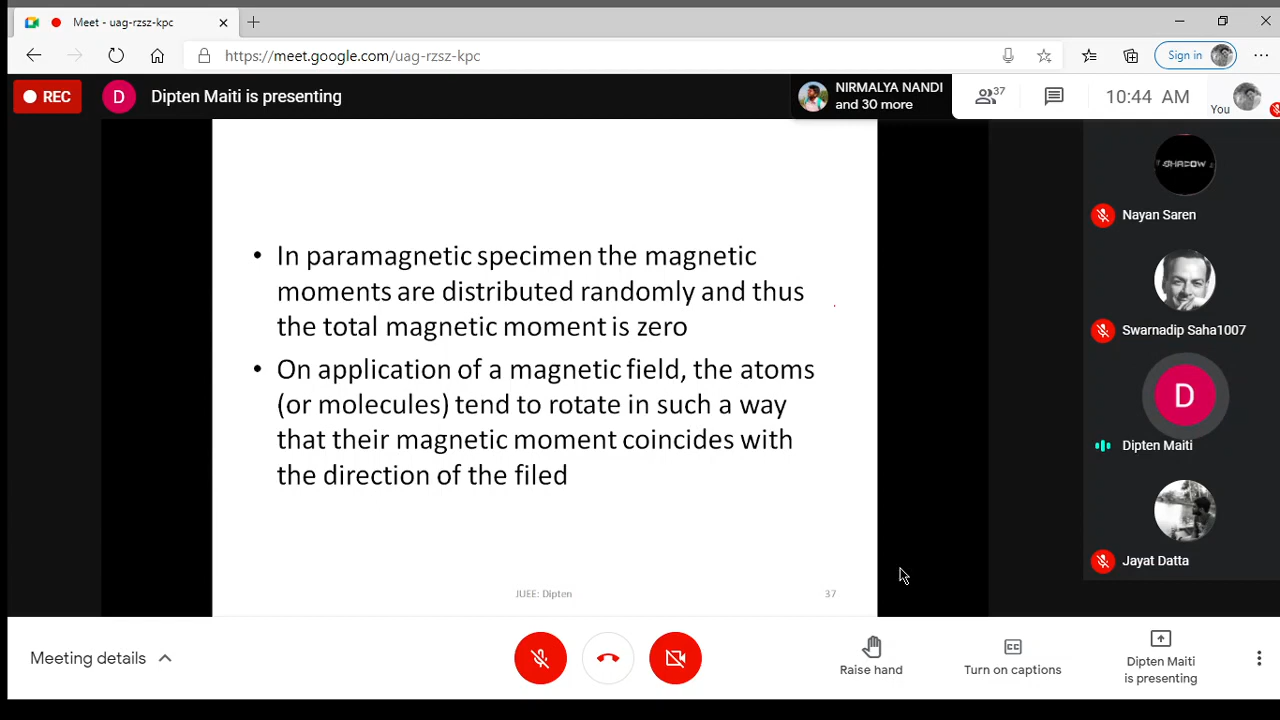 Meet - uag-rzsz-kpc
https://meet.google.com/uag-rzsz-kpc
Sign in
REC
D
Dipten Maiti is presenting
NIRMALYA NANDI
and 30 more
37
10:44 AM
You
SHADOW
Nayan Saren
Swarnadip Saha1007
D
Dipten Maiti
Jayat Datta
• In paramagnetic specimen the magnetic
moments are distributed randomly and thus
the total magnetic moment is zero
• On application of a magnetic field, the atoms
(or molecules) tend to rotate in such a way
that their magnetic moment coincides with
the direction of the filed
JUEE: Dipten
37
Meeting details
Raise hand
CC
Turn on captions
Dipten Maiti
is presenting